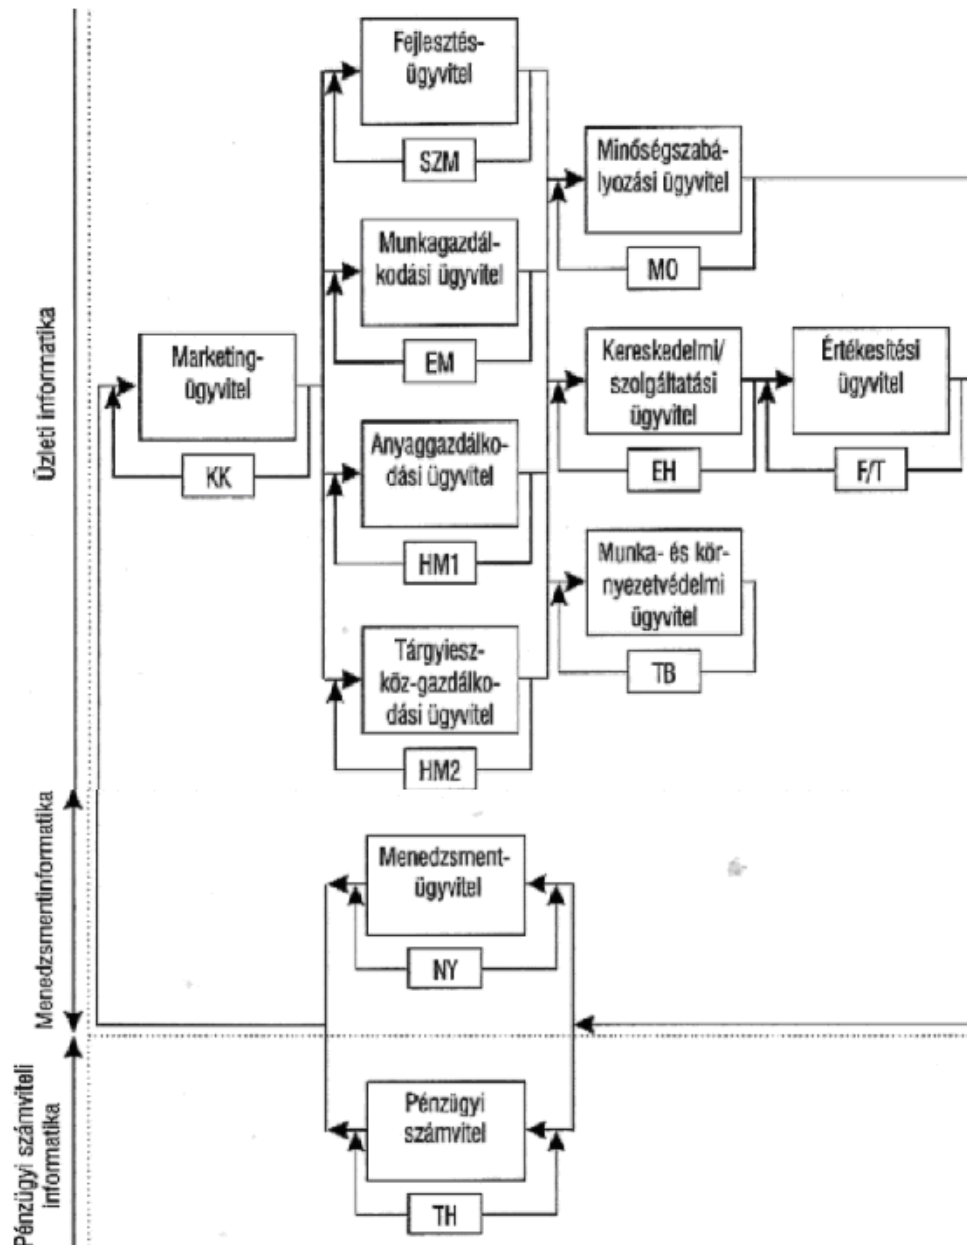 Üzleti informatika
Menedzsmentinformatika
Pénzügyi számviteli
informatika
Marketing-
ügyvitel
KK
Fejlesztés-
ügyvitel
SZM
Munkagazdál-
kodási ügyvitel
EM
Anyaggazdálko-
dási ügyvitel
HM1
Tárgyiesz-
köz-gazdálko-
dási ügyvitel
HM2
Minőségszabá-
lyozási ügyvitel
MO
Kereskedelmi/
szolgáltatási
ügyvitel
EH
Munka- és kör-
nyezetvédelmi
ügyvitel
TB
Értékesítési
ügyvitel
F/T
Menedzsment-
ügyvitel
NY
Pénzügyi
számvitel
TH